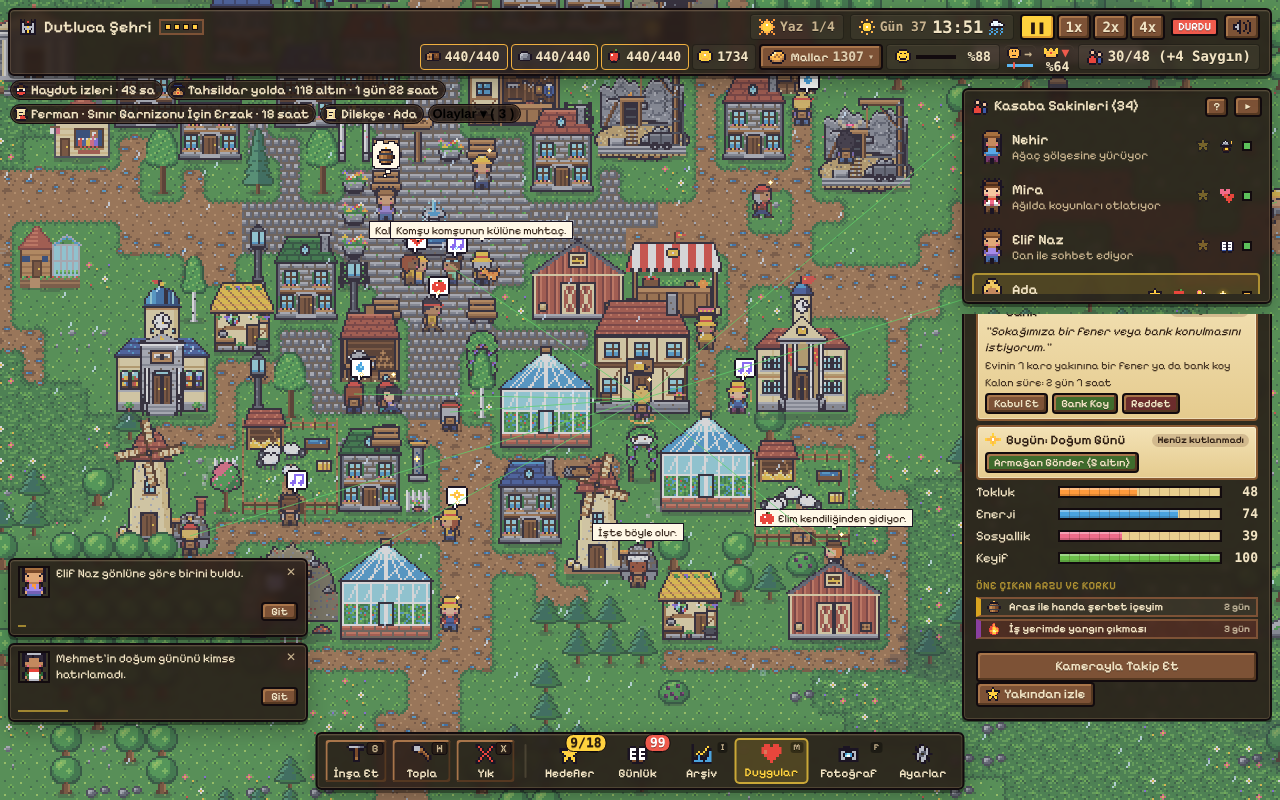 Dutluca Şehri
Yaz 1/4
Gün 37 13:51
1x
2x
4x
DURDU
440/440
440/440
440/440
1734
Mallar 1307
%88
%64
30/48 (+4 Saygın)
Haydut izleri · 4S sa
Tahsildar yolda · 118 altın · 1 gün 22 saat
Ferman · Sınır Garnizonu İçin Erzak · 18 saat
Dilekçe · Ada
Olaylar ▾ ( 3 )
Kal
Komşu komşunun külüne muhtaç.
İşte böyle olur.
Elim kendiliğinden gidiyor.
Kasaba Sakinleri (34)
?
Nehir
Ağaç gölgesine yürüyor
Mira
Ağılda koyunları otlatıyor
Elif Naz
Can ile sohbet ediyor
Ada
"Sokağımıza bir fener veya bank konulmasını
istiyorum."
Evinin 7 karo yakınına bir fener ya da bank koy
Kalan süre: 2 gün 7 saat
Kabul Et
Bank Koy
Reddet
Bugün: Doğum Günü
Henüz kutlanmadı
Armağan Gönder (5 altın)
Tokluk 48
Enerji 74
Sosyallik 39
Keyif 100
ÖNE ÇIKAN ARZU VE KORKU
Aras ile handa şerbet içeyim 2 gün
İş yerimde yangın çıkması 3 gün
Kamerayla Takip Et
Yakından izle
Elif Naz gönlüne göre birini buldu.
×
Git
Mehmet'in doğum gününü kimse
hatırlamadı.
×
Git
İnşa Et
B
Topla
H
Yık
X
Hedefler
9/18
Günlük
99
Arşiv
I
Duygular
M
Fotoğraf
F
Ayarlar